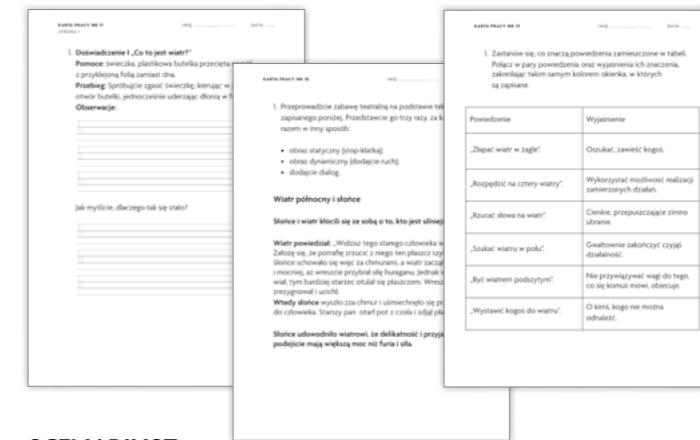 KARTA PRACY NR 17
STRONA 1
IMIĘ
DATA
1. Doświadczenie I „Co to jest wiatr?"
Pomoce: świeczka, plastikowa butelka przecięta
z przyklejoną folią zamiast dna.
Przebieg: Spróbujcie zgasić świeczkę, kierując w
otwór butelki, jednocześnie uderzając dłonią w
Obserwacje:
Jak myślicie, dlaczego tak się stało?
KARTA PRACY NR 18
IMIĘ
1. Przeprowadźcie zabawę teatralną na podstawie
zapisanego poniżej. Przedstawcie go trzy razy, za
razem w inny sposób:
• obraz statyczny (stop-klatka);
• obraz dynamiczny (dodajcie ruch);
• dodajcie dialog.
Wiatr północny i słońce
Słońce i wiatr kłócili się ze sobą o to, kto jest silniej
Wiatr powiedział: „Widzisz tego starego człowieka w
Założę się, że potrafię zrzucić z niego ten płaszcz
Słońce schowało się więc za chmurami, a wiatr zaczął
i mocniej, aż wreszcie przybrał siłę huraganu. Jednak
wiał, tym bardziej starzec otulał się płaszczem.
zrezygnował i ucichł.
Wtedy słońce wyszło zza chmur i uśmiechnęło się
do człowieka. Starszy pan otarł pot z czoła i zdjął
Słońce udowodniło wiatrowi, że delikatność i
podejście mają większą moc niż furia i siła.
KARTA PRACY NR 19
IMIĘ
DATA
1. Zastanów się, co znaczą powiedzenia zamieszczone w tabeli.
Połącz w pary powiedzenia oraz wyjaśnienia ich znaczenia,
zakreślając takim samym kolorem okienka, w których
są zapisane.
Powiedzenie
Wyjaśnienie
„Złapać wiatr w żagle".
Oszukać, zawieść kogoś.
„Rozpędzić na cztery wiatry".
Wykorzystać możliwość realizacji
zamierzonych działań.
„Rzucać słowa na wiatr".
Cienkie, przepuszczające zimno
ubranie.
„Szukać wiatru w polu".
Gwałtownie zakończyć czyjąś
działalność.
„Być wiatrem podszytym".
Nie przywiązywać wagi do tego,
co się komuś mówi, obiecuje.
„Wystawić kogoś do wiatru".
O kimś, kogo nie można
odnaleźć.